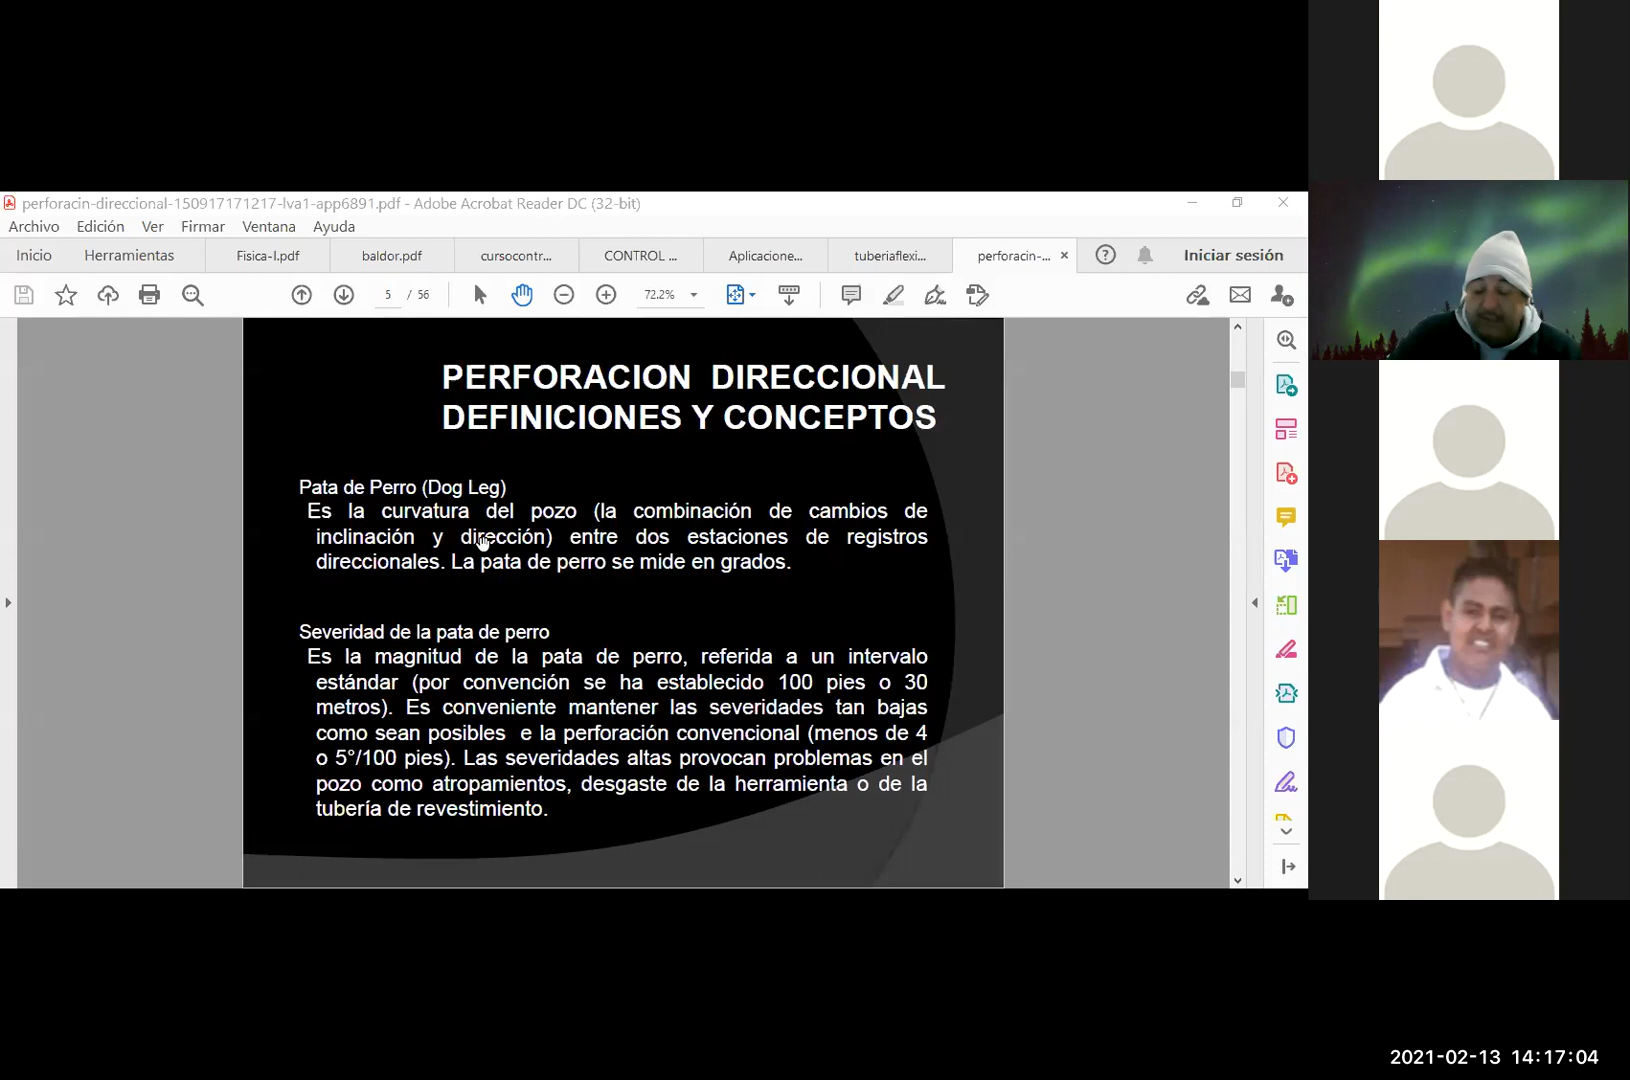 perforacin-direccional-150917171217-lva1-app6891.pdf - Adobe Acrobat Reader DC (32-bit)
Archivo Edición Ver Firmar Ventana Ayuda
Inicio Herramientas Fisica-I.pdf baldor.pdf cursocontr... CONTROL ... Aplicacione... tuberiaflexi... perforacin-... Iniciar sesión
5 / 56 72.2%
PERFORACION DIRECCIONAL
DEFINICIONES Y CONCEPTOS
Pata de Perro (Dog Leg)
Es la curvatura del pozo (la combinación de cambios de
inclinación y dirección) entre dos estaciones de registros
direccionales. La pata de perro se mide en grados.
Severidad de la pata de perro
Es la magnitud de la pata de perro, referida a un intervalo
estándar (por convención se ha establecido 100 pies o 30
metros). Es conveniente mantener las severidades tan bajas
como sean posibles e la perforación convencional (menos de 4
o 5°/100 pies). Las severidades altas provocan problemas en el
pozo como atropamientos, desgaste de la herramienta o de la
tubería de revestimiento.
2021-02-13 14:17:04